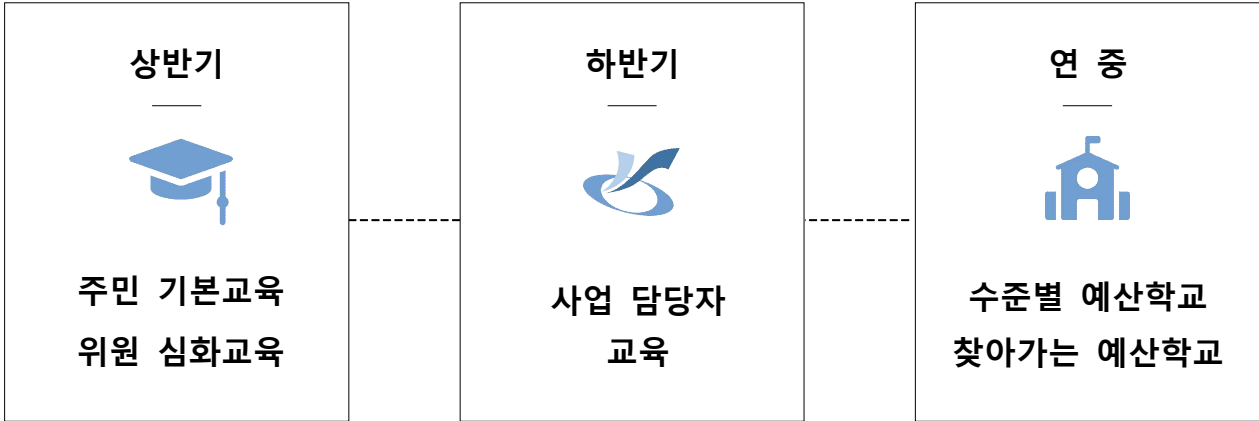 상반기
주민 기본교육
위원 심화교육
하반기
사업 담당자
교육
연 중
수준별 예산학교
찾아가는 예산학교